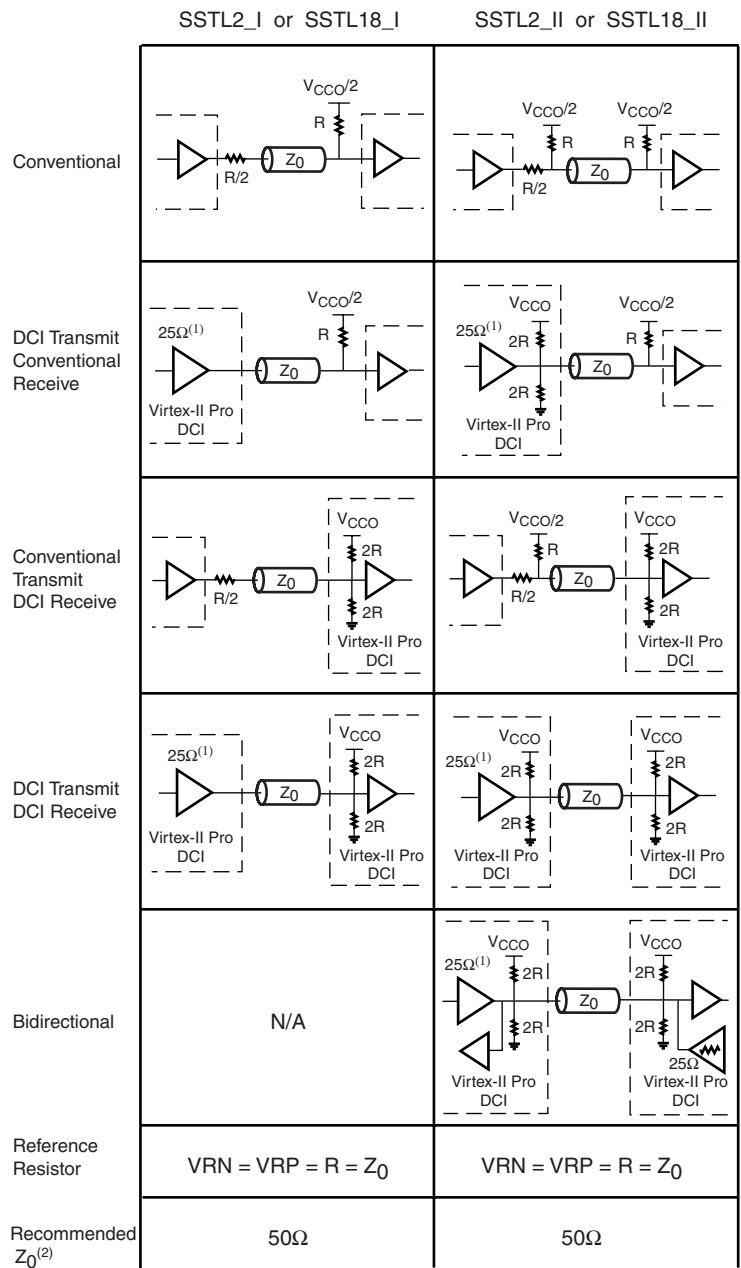 SSTL2_I or SSTL18_I
SSTL2_II or SSTL18_II
Conventional
R/2
Z0
R
VCCO/2
R/2
VCCO/2
R
Z0
VCCO/2
R
DCI Transmit
Conventional
Receive
25Ω(1)
Virtex-II Pro
DCI
Z0
VCCO/2
R
25Ω(1)
VCCO
2R
2R
Virtex-II Pro
DCI
Z0
VCCO/2
R
Conventional
Transmit
DCI Receive
R/2
Z0
VCCO
2R
2R
Virtex-II Pro
DCI
R/2
VCCO/2
R
Z0
VCCO
2R
2R
Virtex-II Pro
DCI
DCI Transmit
DCI Receive
25Ω(1)
Virtex-II Pro
DCI
Z0
VCCO
2R
2R
Virtex-II Pro
DCI
25Ω(1)
VCCO
2R
2R
Virtex-II Pro
DCI
Z0
VCCO
2R
2R
Virtex-II Pro
DCI
Bidirectional
N/A
25Ω(1)
VCCO
2R
2R
Virtex-II Pro
DCI
Z0
VCCO
2R
2R
25Ω
Virtex-II Pro
DCI
Reference
Resistor
VRN = VRP = R = Z0
VRN = VRP = R = Z0
Recommended
Z0(2)
50Ω
50Ω